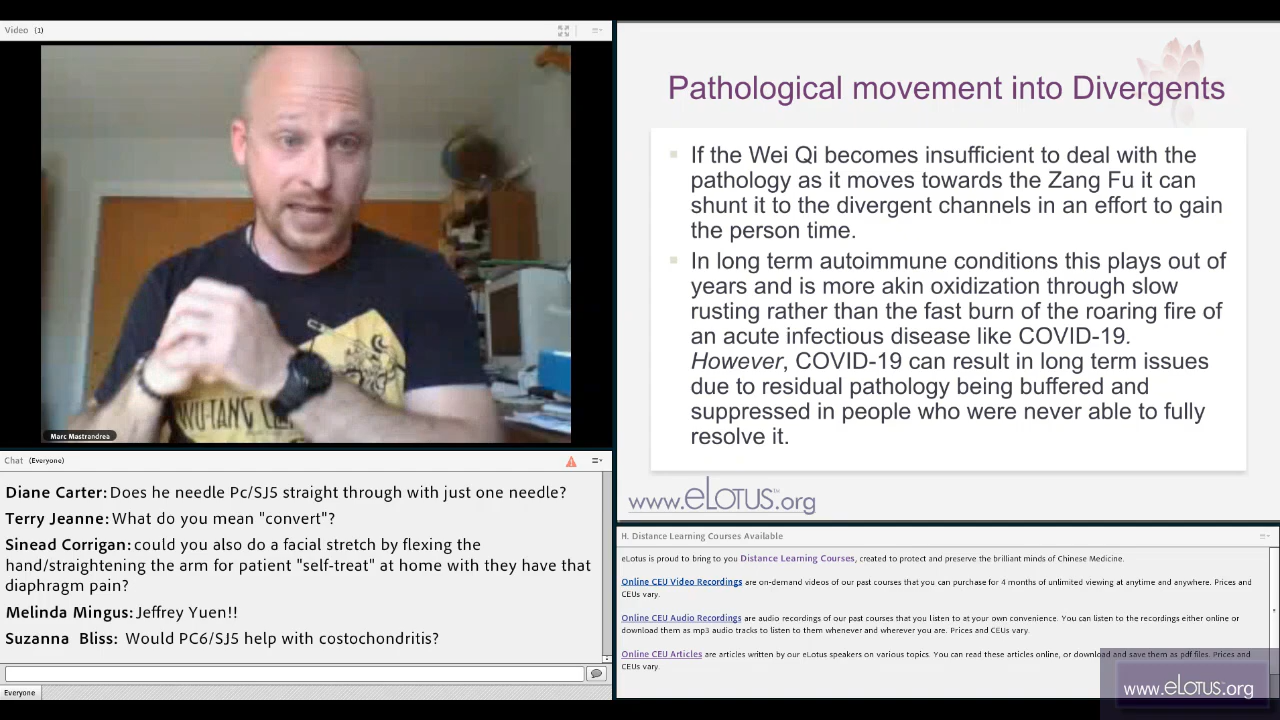 Video (1)
Marc Mastrandrea
WU-TANG
Chat (Everyone)
Diane Carter: Does he needle Pc/SJ5 straight through with just one needle?
Terry Jeanne: What do you mean "convert"?
Sinead Corrigan: could you also do a facial stretch by flexing the
hand/straightening the arm for patient "self-treat" at home with they have that
diaphragm pain?
Melinda Mingus: Jeffrey Yuen!!
Suzanna Bliss: Would PC6/SJ5 help with costochondritis?
Everyone
Pathological movement into Divergents
If the Wei Qi becomes insufficient to deal with the
pathology as it moves towards the Zang Fu it can
shunt it to the divergent channels in an effort to gain
the person time.
In long term autoimmune conditions this plays out of
years and is more akin oxidization through slow
rusting rather than the fast burn of the roaring fire of
an acute infectious disease like COVID-19.
However, COVID-19 can result in long term issues
due to residual pathology being buffered and
suppressed in people who were never able to fully
resolve it.
www.eLOTUS.org
H. Distance Learning Courses Available
eLotus is proud to bring to you Distance Learning Courses, created to protect and preserve the brilliant minds of Chinese Medicine.
Online CEU Video Recordings are on-demand videos of our past courses that you can purchase for 4 months of unlimited viewing at anytime and anywhere. Prices and
CEUs vary.
Online CEU Audio Recordings are audio recordings of our past courses that you listen to at your own convenience. You can listen to the recordings either online or
download them as mp3 audio tracks to listen to them whenever and wherever you are. Prices and CEUs vary.
Online CEU Articles are articles written by our eLotus speakers on various topics. You can read these articles online, or download and save them as pdf files. Prices and
CEUs vary.
www.eLOTUS.org